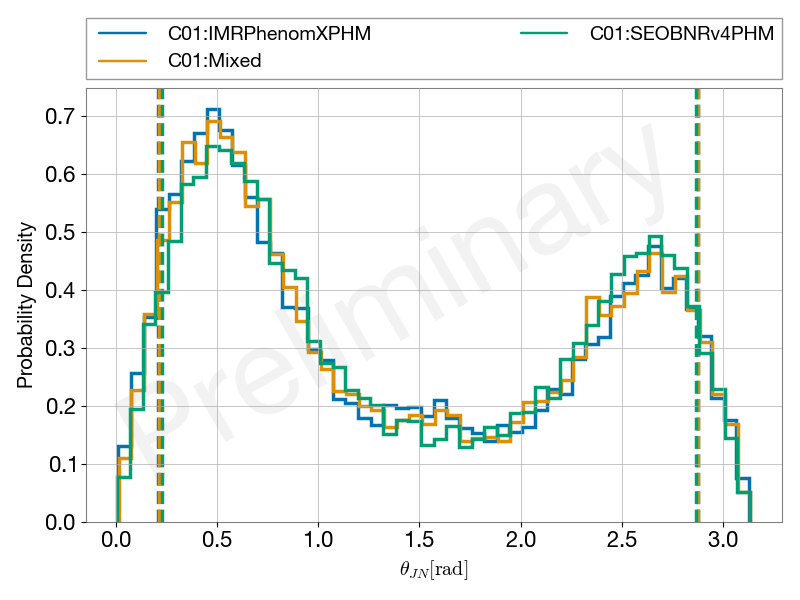 C01:IMRPhenomXPHM
C01:SEOBNRv4PHM
C01:Mixed
Preliminary
0.7
0.6
0.5
0.4
0.3
0.2
0.1
0.0
Probability Density
0.0 0.5 1.0 1.5 2.0 2.5 3.0
θ_JN[rad]